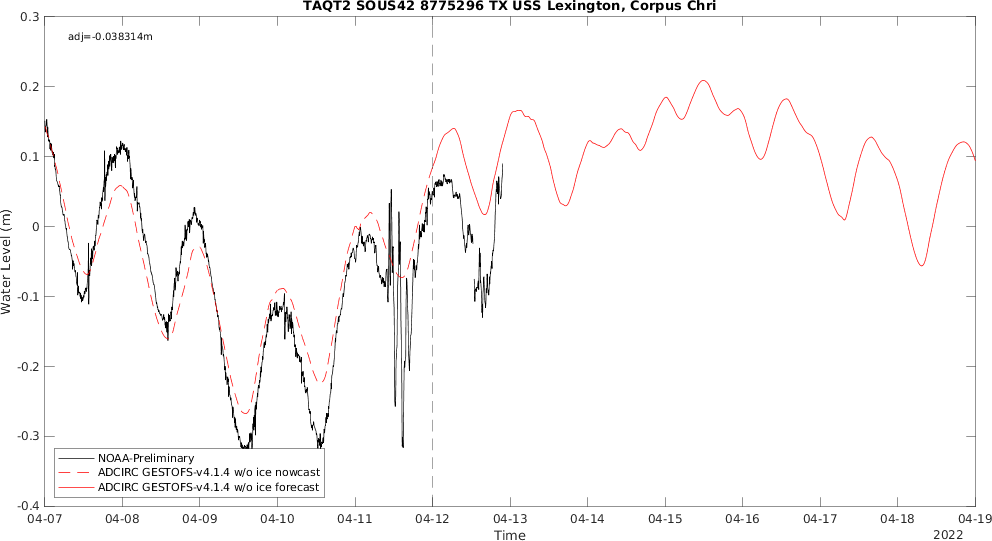 TAQT2 SOUS42 8775296 TX USS Lexington, Corpus Chri
adj=-0.038314m
0.3
0.2
0.1
0
-0.1
-0.2
-0.3
-0.4
Water Level (m)
NOAA-Preliminary
ADCIRC GESTOFS-v4.1.4 w/o ice nowcast
ADCIRC GESTOFS-v4.1.4 w/o ice forecast
04-07 04-08 04-09 04-10 04-11 04-12 04-13 04-14 04-15 04-16 04-17 04-18 04-19
Time
2022